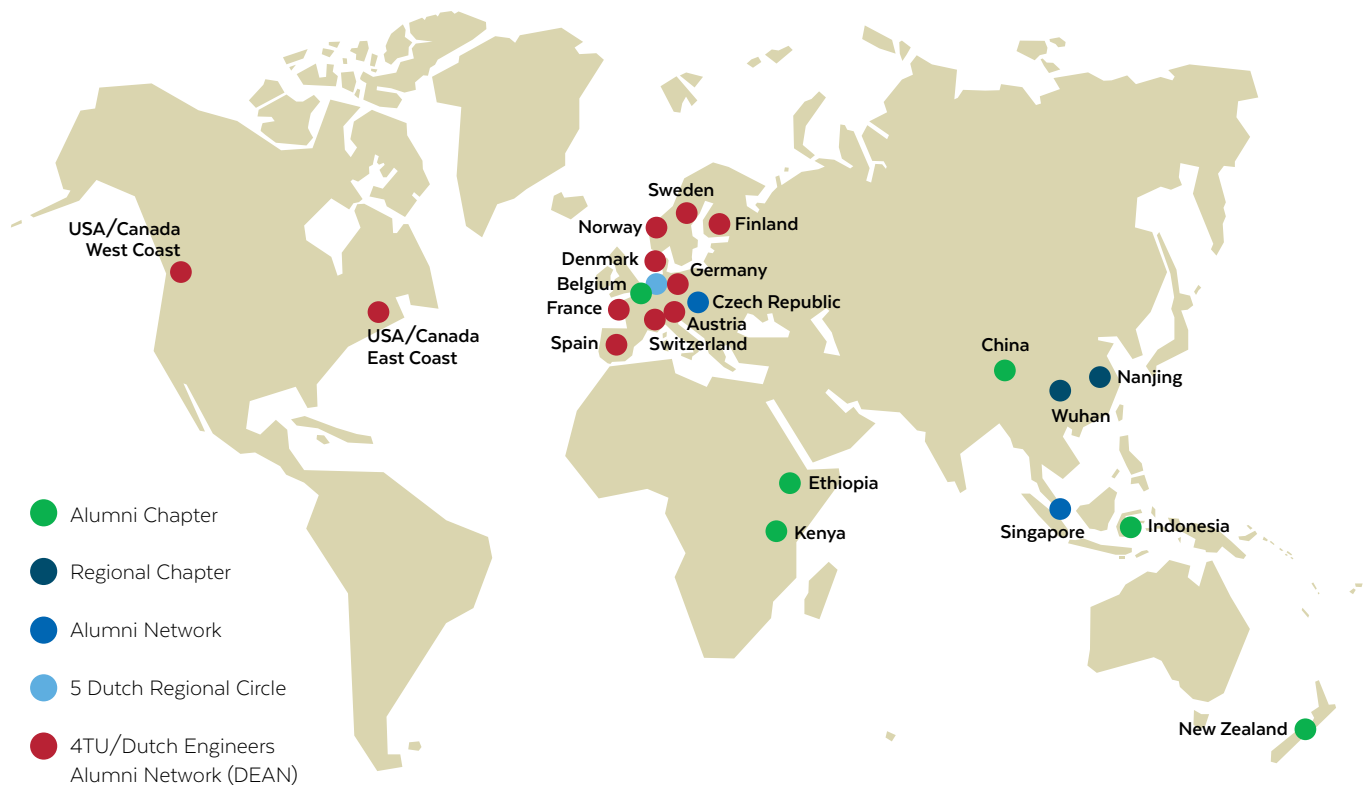 Sweden
Norway
Finland
USA/Canada
West Coast
Denmark
Germany
Belgium
Czech Republic
France
Austria
USA/Canada
East Coast
Spain
Switzerland
China
Nanjing
Wuhan
Ethiopia
Kenya
Singapore
Indonesia
New Zealand
Alumni Chapter
Regional Chapter
Alumni Network
5 Dutch Regional Circle
4TU/Dutch Engineers
Alumni Network (DEAN)